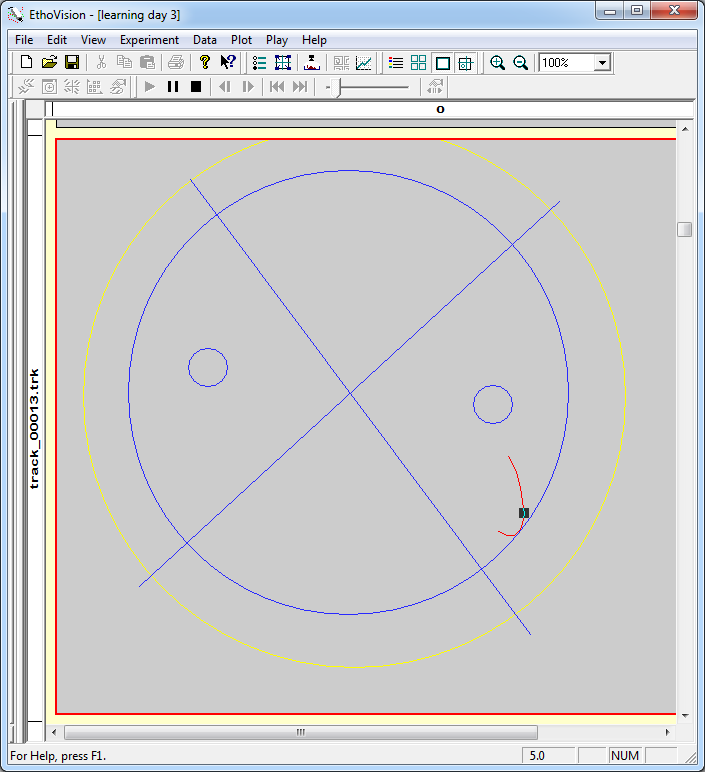 EthoVision - [learning day 3]
File Edit View Experiment Data Plot Play Help
100%
0
track_00013.trk
For Help, press F1.
5.0
NUM